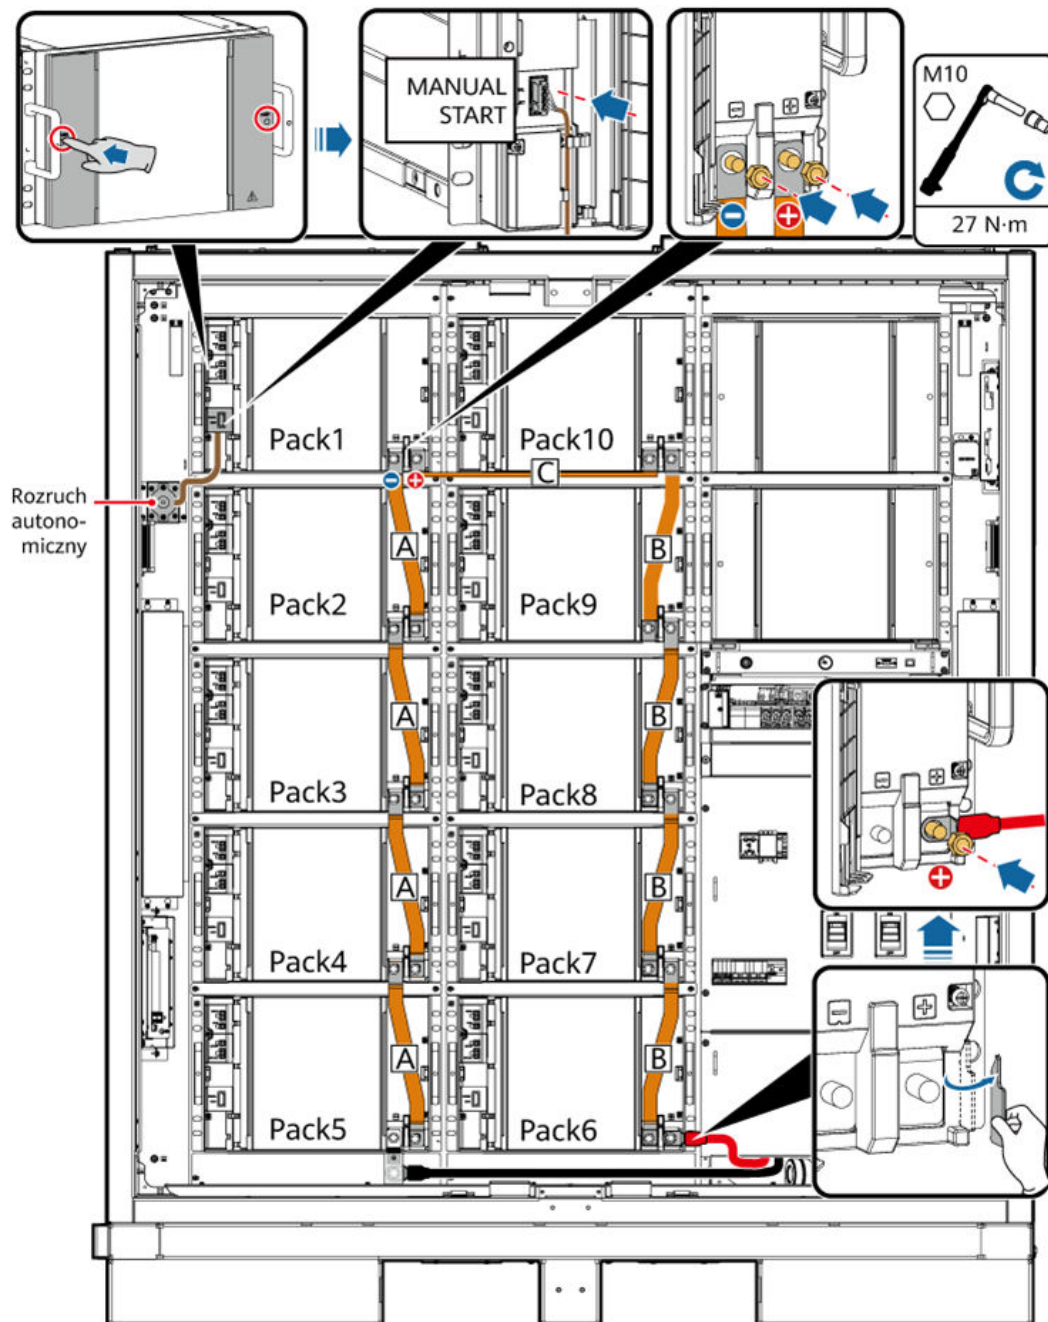 MANUAL
START
M10
27 N·m
Pack1
Pack10
C
Rozruch
autono-
miczny
A
B
Pack2
Pack9
A
B
Pack3
Pack8
A
B
Pack4
Pack7
A
B
Pack5
Pack6